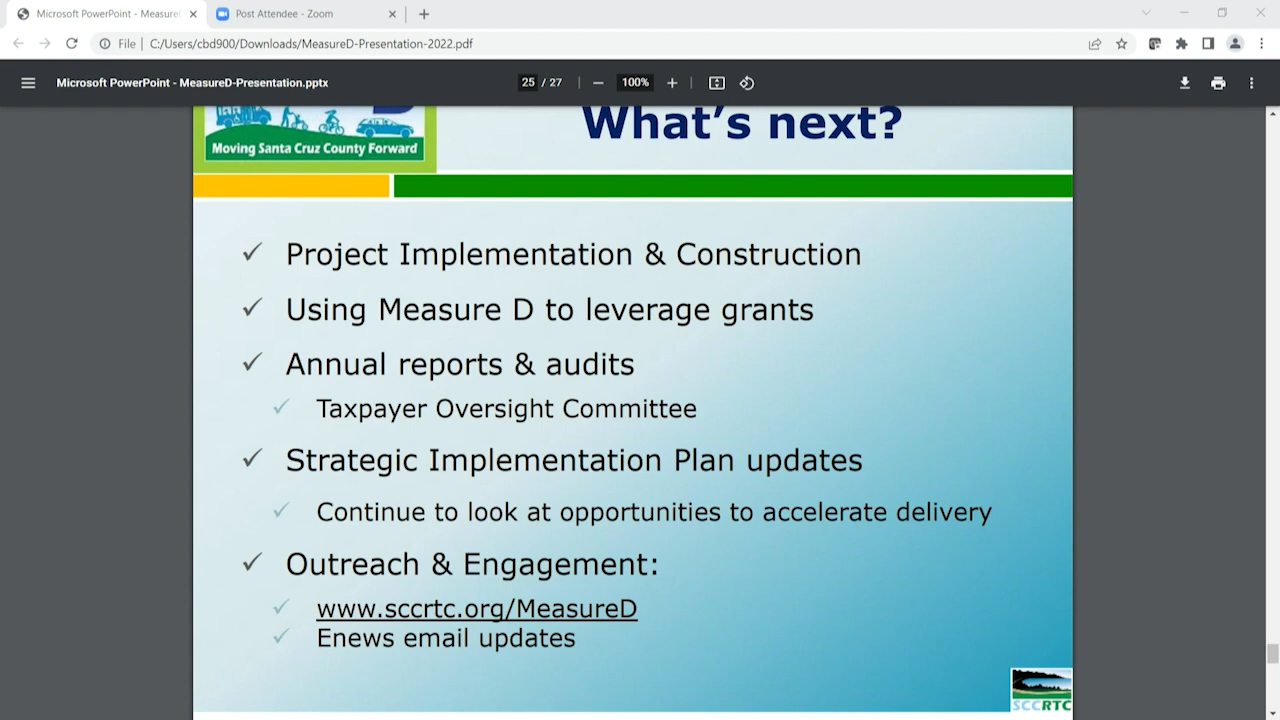 Microsoft PowerPoint - Measure
Post Attendee - Zoom
File
C:/Users/cbd900/Downloads/MeasureD-Presentation-2022.pdf
Microsoft PowerPoint - MeasureD-Presentation.pptx
25 / 27
100%
Moving Santa Cruz County Forward
What's next?
✓ Project Implementation & Construction
✓ Using Measure D to leverage grants
✓ Annual reports & audits
✓ Taxpayer Oversight Committee
✓ Strategic Implementation Plan updates
✓ Continue to look at opportunities to accelerate delivery
✓ Outreach & Engagement:
✓ www.sccrtc.org/MeasureD
✓ Enews email updates
SCCRTC